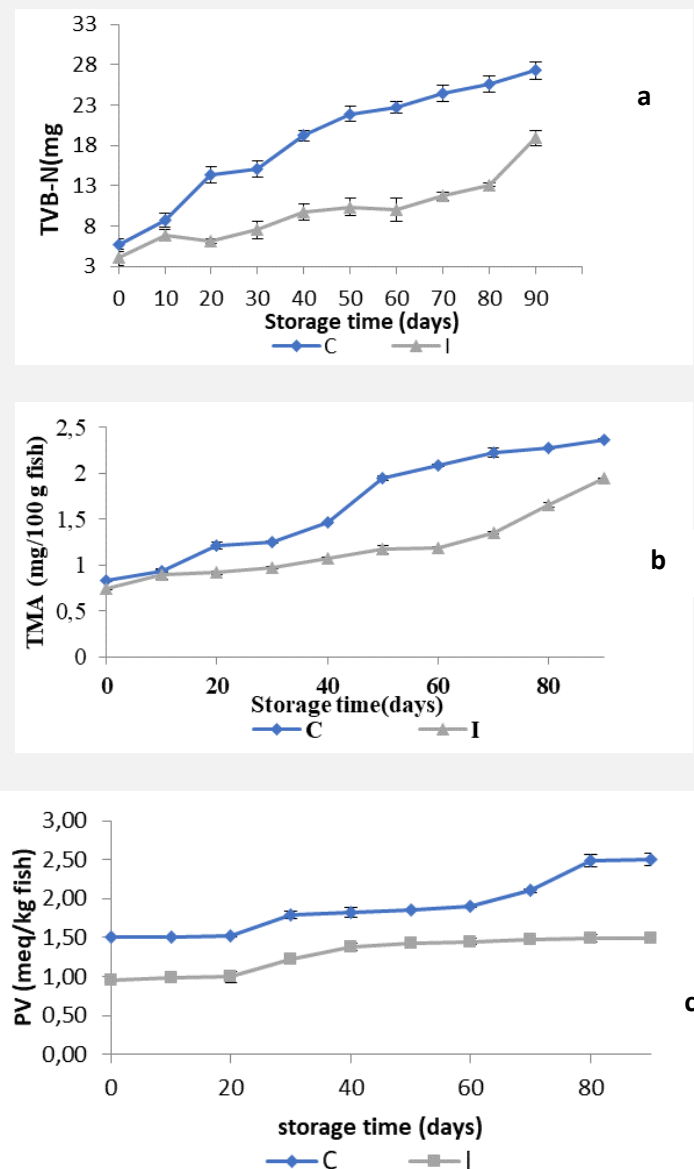 33
28
23
18
13
8
3
TVB-N(mg
a
0 10 20 30 40 50 60 70 80 90
Storage time (days)
C I
2,5
2
1,5
1
0,5
0
TMA (mg/100 g fish)
b
0 20 40 60 80
Storage time(days)
C I
3,00
2,50
2,00
1,50
1,00
0,50
0,00
PV (meq/kg fish)
c
0 20 40 60 80
storage time (days)
C I